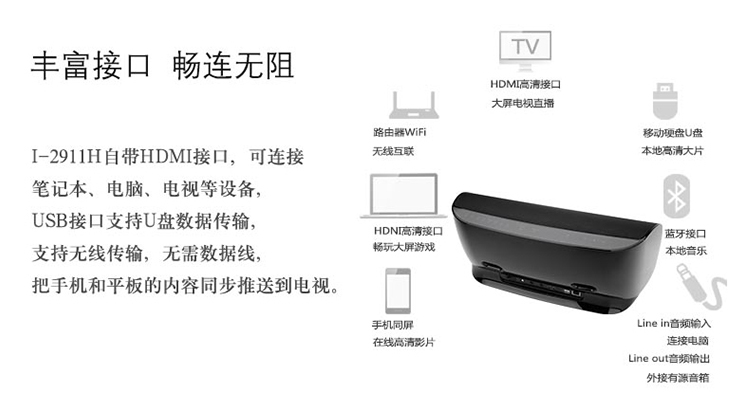 丰富接口 畅连无阻
I-2911H自带HDMI接口，可连接
笔记本、电脑、电视等设备，
USB接口支持U盘数据传输，
支持无线传输，无需数据线，
把手机和平板的内容同步推送到电视。
TV
HDMI高清接口
大屏电视直播
路由器WiFi
无线互联
移动硬盘U盘
本地高清大片
HDNI高清接口
畅玩大屏游戏
蓝牙接口
本地音乐
手机同屏
在线高清影片
Line in音频输入
连接电脑
Line out音频输出
外接有源音箱